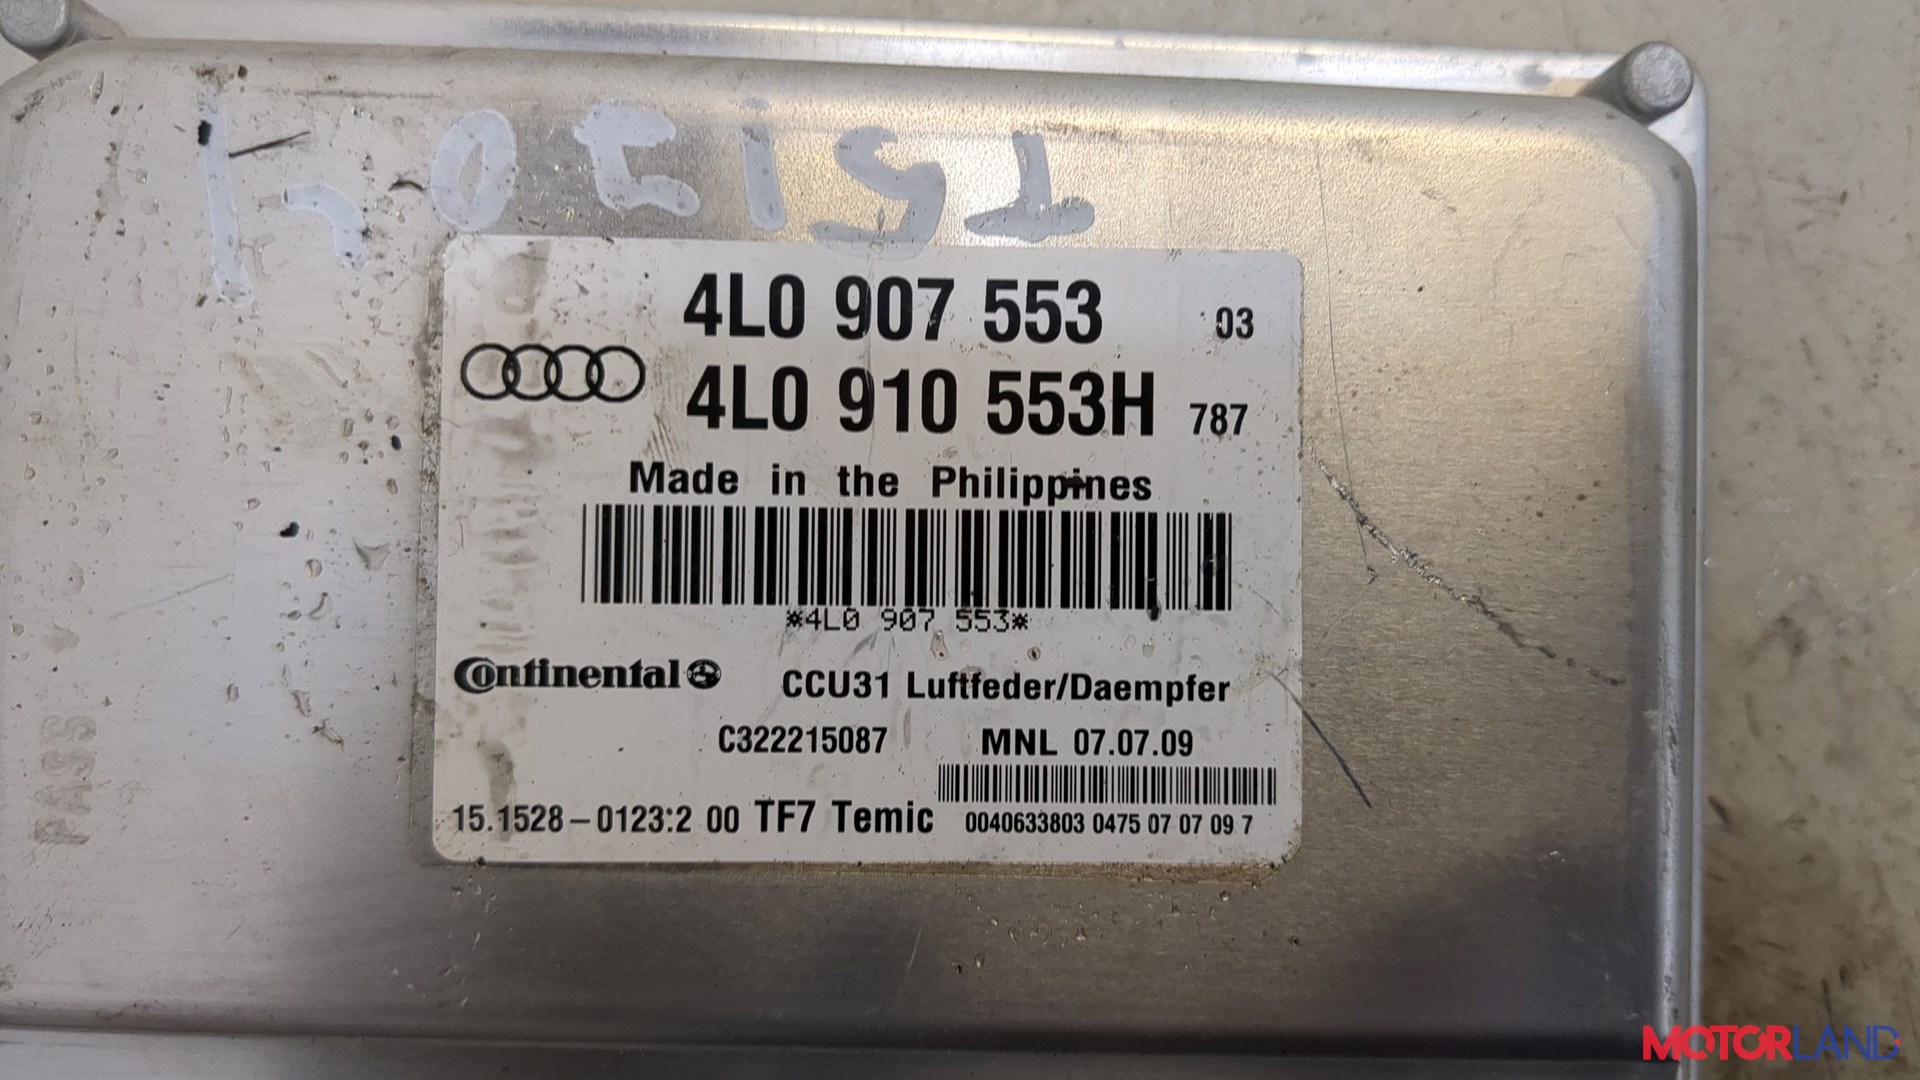 4L0 907 553 03
4L0 910 553H 787
Made in the Philippines
*4L0 907 553*
Continental CCU31 Luftfeder/Daempfer
C322215087 MNL 07.07.09
15.1528-0123:2 00 TF7 Temic 0040633803 0475 07 07 09 7
PASS
MOTORLAND